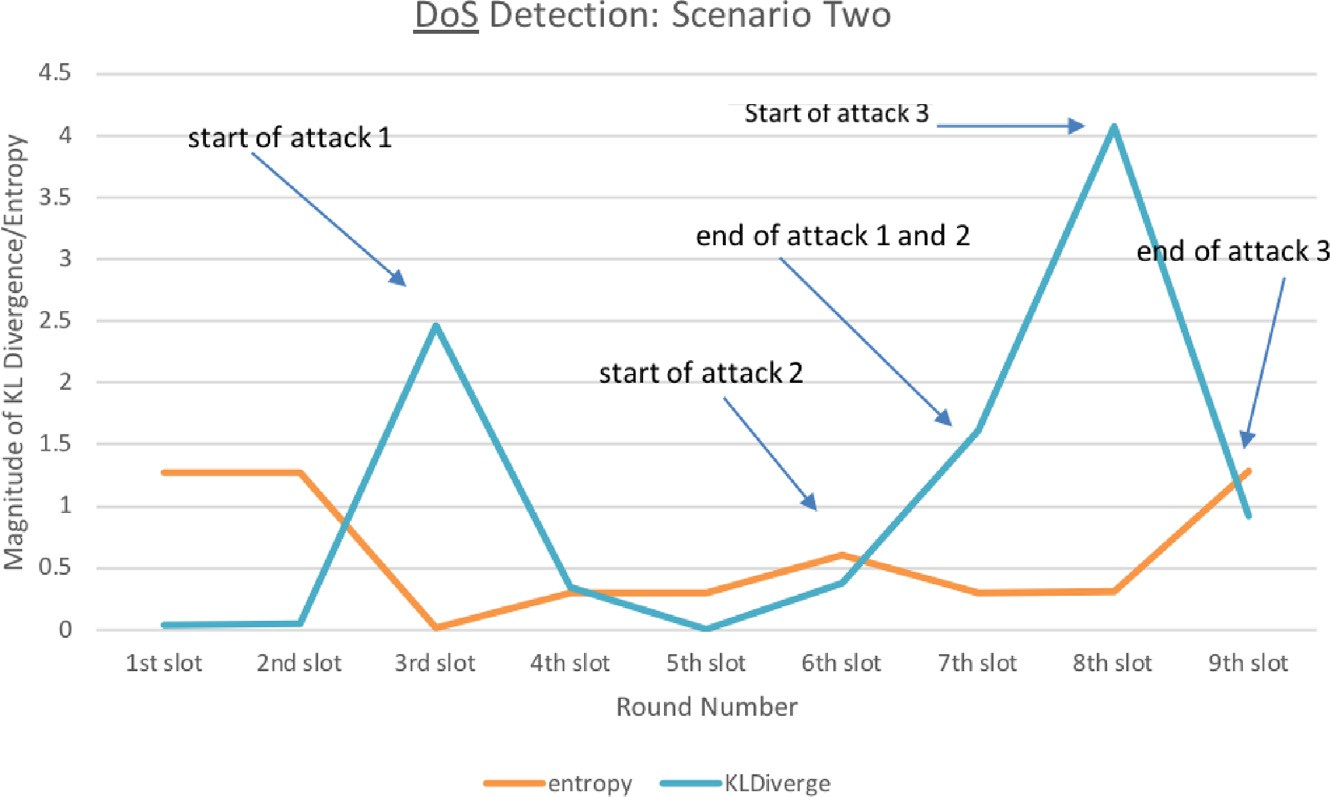 DoS Detection: Scenario Two
Magnitude of KL Divergence/Entropy
4.5
4
3.5
3
2.5
2
1.5
1
0.5
0
start of attack 1
Start of attack 3
end of attack 1 and 2
end of attack 3
start of attack 2
1st slot 2nd slot 3rd slot 4th slot 5th slot 6th slot 7th slot 8th slot 9th slot
Round Number
entropy KLDiverge